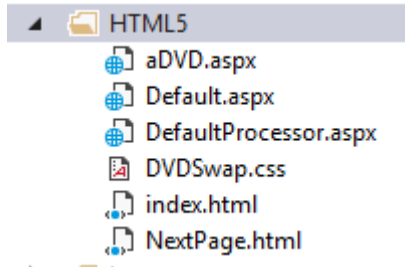 HTML5
aDVD.aspx
Default.aspx
DefaultProcessor.aspx
DVDSwap.css
index.html
NextPage.html